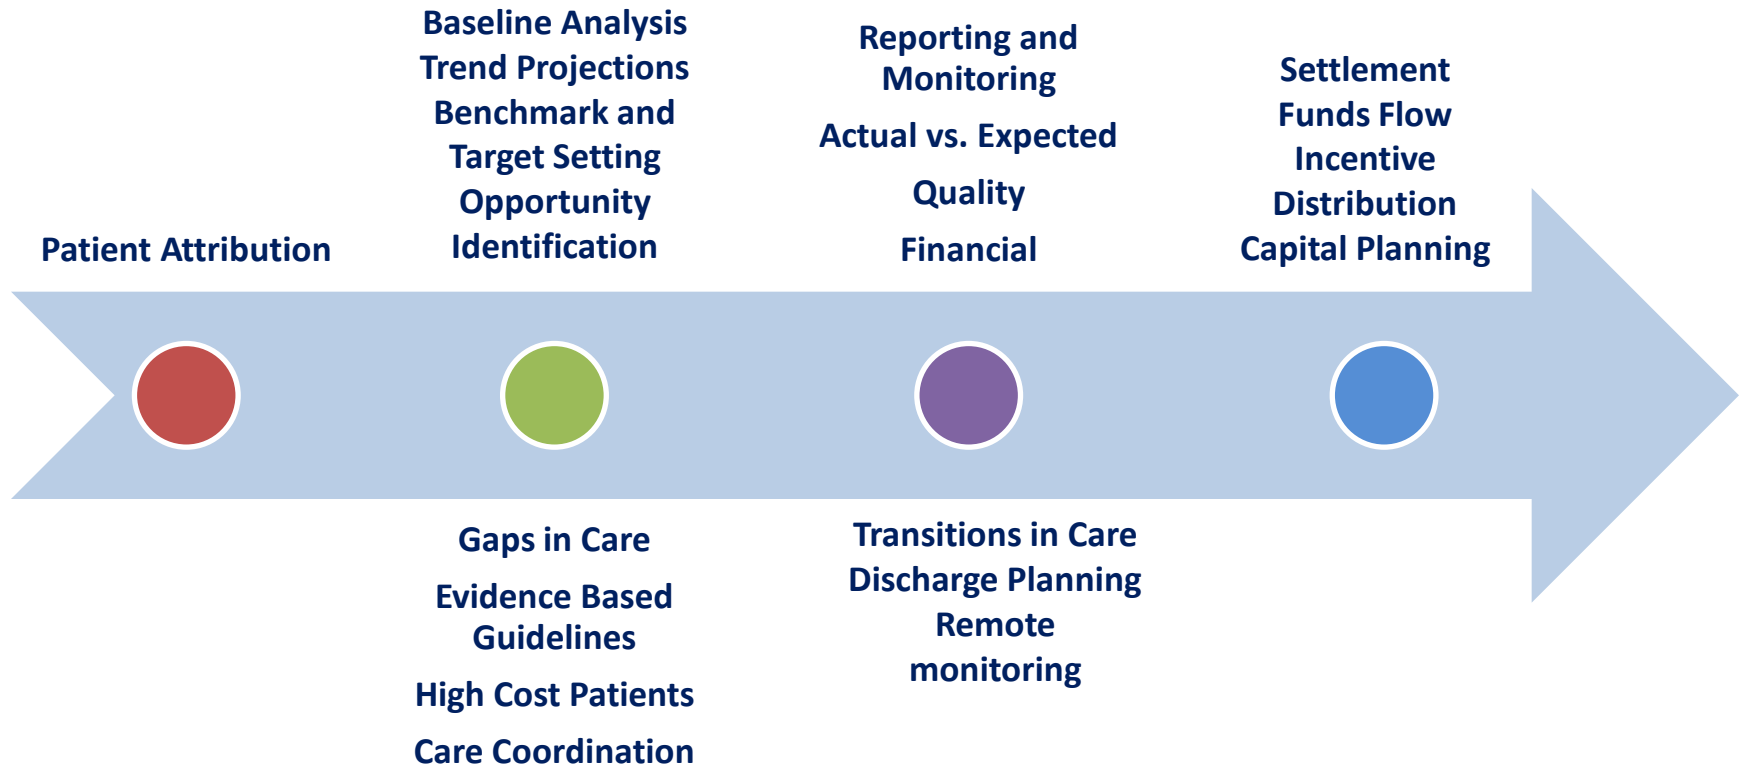 Patient Attribution
Baseline Analysis
Trend Projections
Benchmark and
Target Setting
Opportunity
Identification
Reporting and
Monitoring
Actual vs. Expected
Quality
Financial
Settlement
Funds Flow
Incentive
Distribution
Capital Planning
Gaps in Care
Evidence Based
Guidelines
High Cost Patients
Care Coordination
Transitions in Care
Discharge Planning
Remote
monitoring